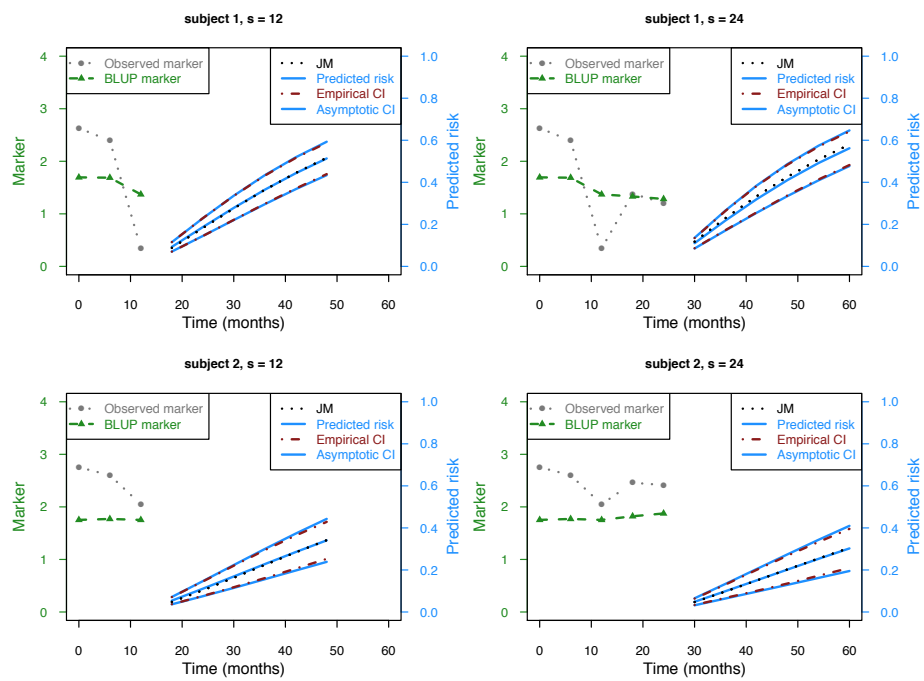 subject 1, s = 12
Observed marker
BLUP marker
JM
Predicted risk
Empirical CI
Asymptotic CI
Marker
0
1
2
3
4
Predicted risk
0.0
0.2
0.4
0.6
0.8
1.0
0 10 20 30 40 50 60
Time (months)
subject 1, s = 24
Observed marker
BLUP marker
JM
Predicted risk
Empirical CI
Asymptotic CI
Marker
0
1
2
3
4
Predicted risk
0.0
0.2
0.4
0.6
0.8
1.0
0 10 20 30 40 50 60
Time (months)
subject 2, s = 12
Observed marker
BLUP marker
JM
Predicted risk
Empirical CI
Asymptotic CI
Marker
0
1
2
3
4
Predicted risk
0.0
0.2
0.4
0.6
0.8
1.0
0 10 20 30 40 50 60
Time (months)
subject 2, s = 24
Observed marker
BLUP marker
JM
Predicted risk
Empirical CI
Asymptotic CI
Marker
0
1
2
3
4
Predicted risk
0.0
0.2
0.4
0.6
0.8
1.0
0 10 20 30 40 50 60
Time (months)